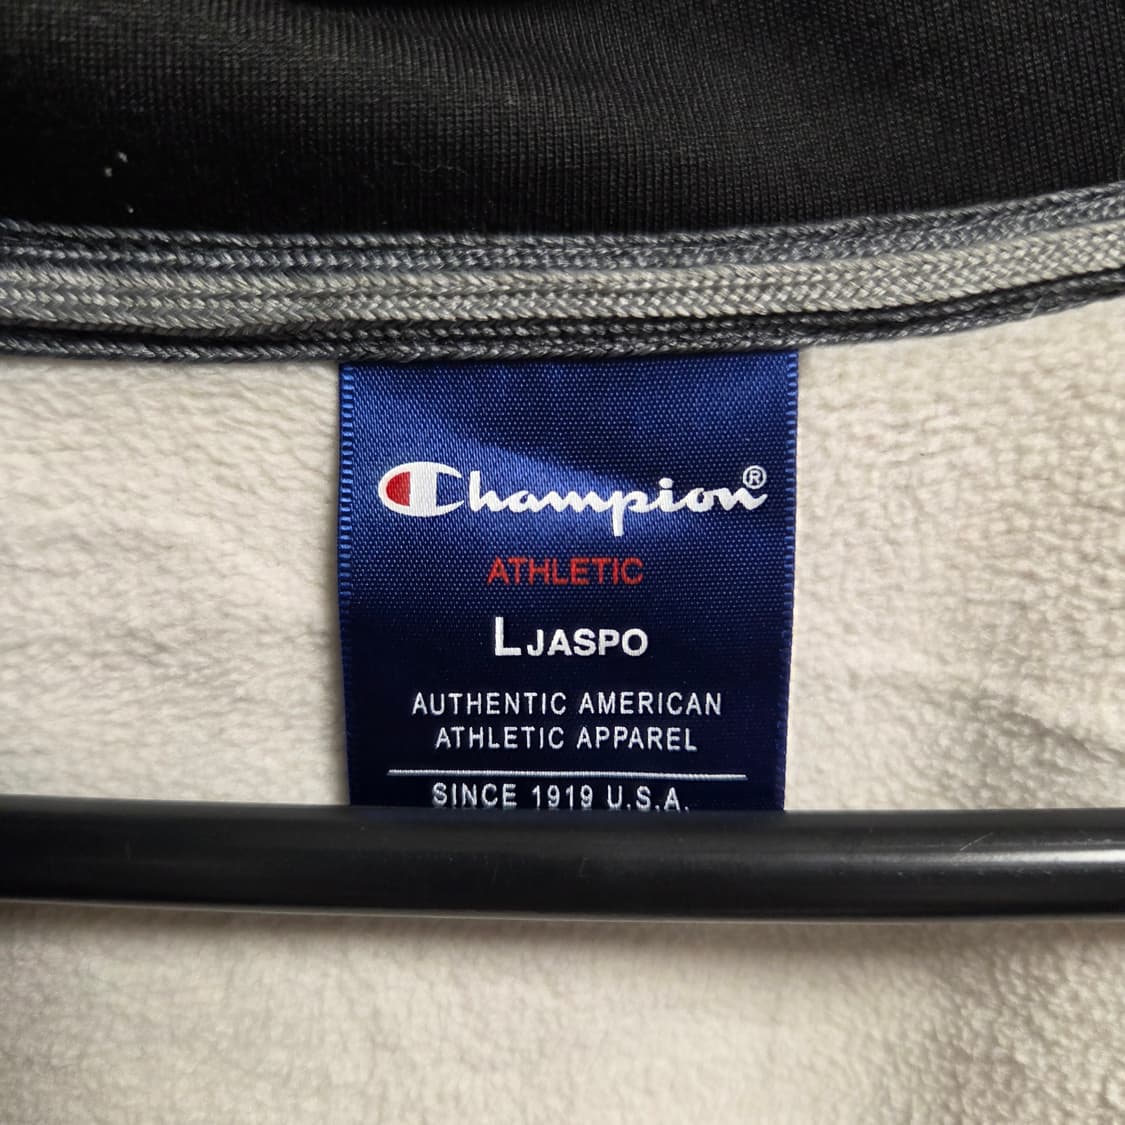 Champion®
ATHLETIC
L JASPO
AUTHENTIC AMERICAN
ATHLETIC APPAREL
SINCE 1919 U.S.A.